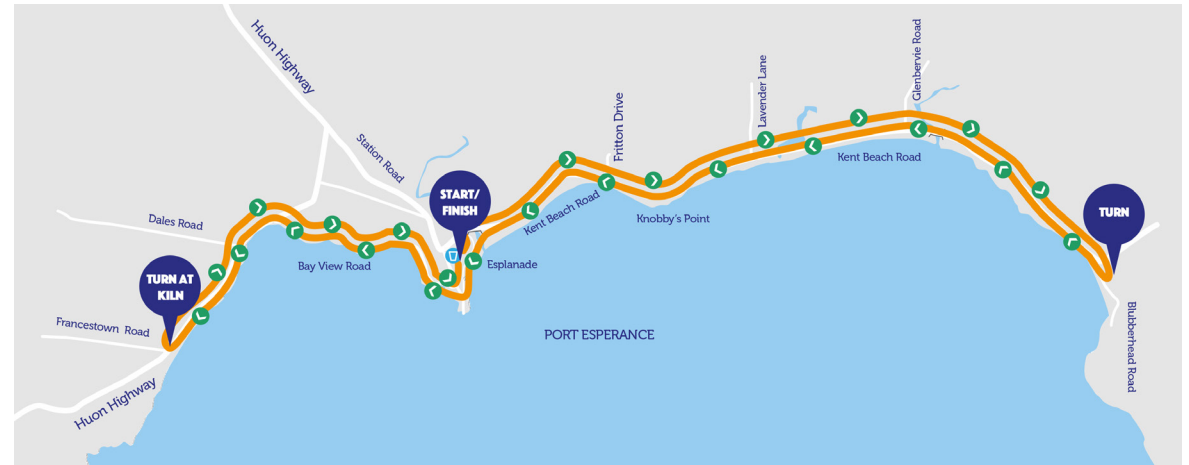 Huon Highway
Station Road
Fritton Drive
Lavender Lane
Glenbervie Road
START/
FINISH
Kent Beach Road
Kent Beach Road
Knobby's Point
TURN
Dales Road
Bay View Road
Esplanade
TURN AT
KILN
Francestown Road
PORT ESPERANCE
Blubberhead Road
Huon Highway